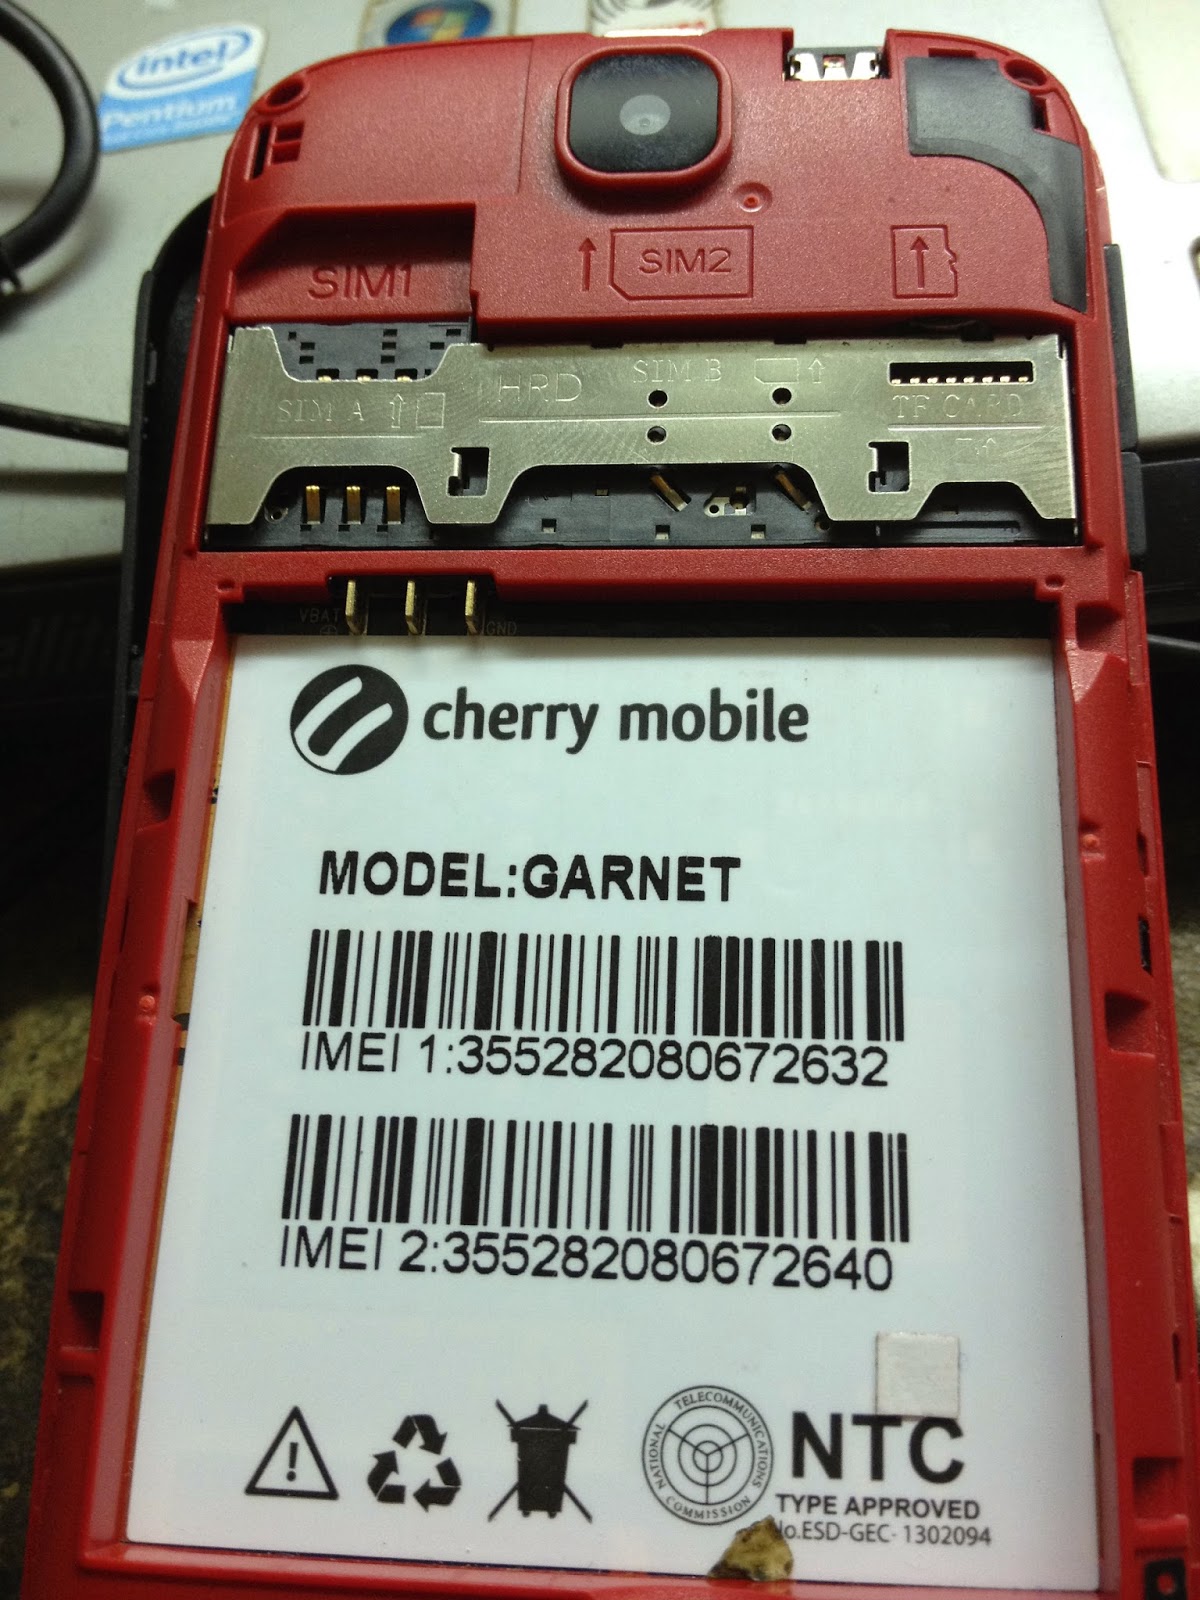 intel
Pentium
SIM1
SIM2
SIM A
HRD
SIM B
TF CARD
VBAT
GND
cherry mobile
MODEL:GARNET
IMEI 1:355282080672632
IMEI 2:355282080672640
NATIONAL TELECOMMUNICATIONS COMMISSION
NTC
TYPE APPROVED
No.ESD-GEC- 1302094